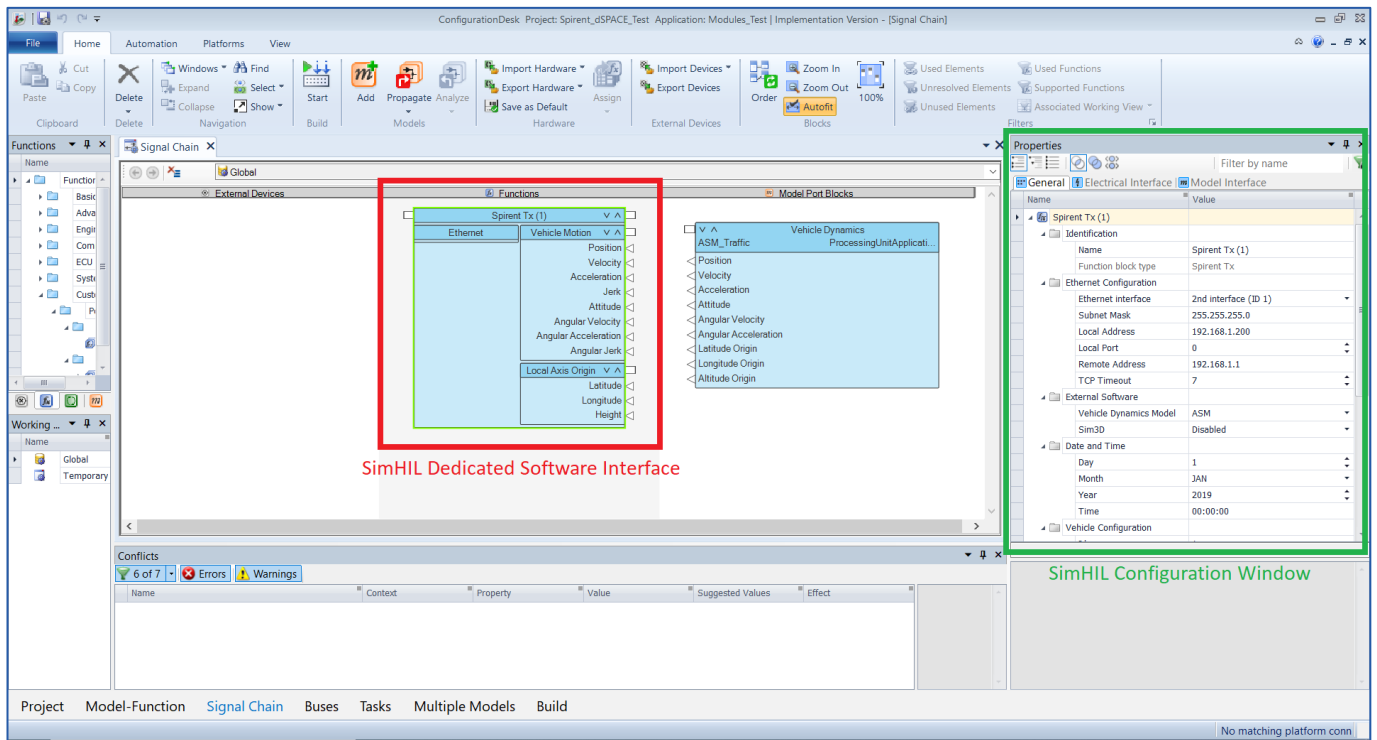 ConfigurationDesk Project: Spirent_dSPACE_Test Application: Modules_Test | Implementation Version - [Signal Chain]
File Home Automation Platforms View
Paste
Cut
Copy
Clipboard
Delete
Delete
Windows Find
Expand Select
Collapse Show
Navigation
Start
Build
Add Propagate Analyze
Models
Import Hardware
Export Hardware
Save as Default
Assign
Hardware
Import Devices
Export Devices
External Devices
Order
Zoom In
Zoom Out
Autofit
100%
Blocks
Used Elements Used Functions
Unresolved Elements Supported Functions
Unused Elements Associated Working View
Filters
Functions
Name
Function
Basic
Adva
Engir
Com
ECU
Syste
Custo
Working ...
Name
Global
Temporary
Signal Chain
Global
External Devices Functions Model Port Blocks
Spirent Tx (1)
Ethernet Vehicle Motion
Position
Velocity
Acceleration
Jerk
Attitude
Angular Velocity
Angular Acceleration
Angular Jerk
Local Axis Origin
Latitude
Longitude
Height
Vehicle Dynamics
ASM_Traffic ProcessingUnitApplicati...
Position
Velocity
Acceleration
Attitude
Angular Velocity
Angular Acceleration
Latitude Origin
Longitude Origin
Altitude Origin
SimHIL Dedicated Software Interface
Conflicts
6 of 7 Errors Warnings
Name Context Property Value Suggested Values Effect
Properties
Filter by name
General Electrical Interface Model Interface
Name Value
Spirent Tx (1)
Identification
Name Spirent Tx (1)
Function block type Spirent Tx
Ethernet Configuration
Ethernet interface 2nd interface (ID 1)
Subnet Mask 255.255.255.0
Local Address 192.168.1.200
Local Port 0
Remote Address 192.168.1.1
TCP Timeout 7
External Software
Vehicle Dynamics Model ASM
Sim3D Disabled
Date and Time
Day 1
Month JAN
Year 2019
Time 00:00:00
Vehicle Configuration
SimHIL Configuration Window
Project Model-Function Signal Chain Buses Tasks Multiple Models Build
No matching platform conn